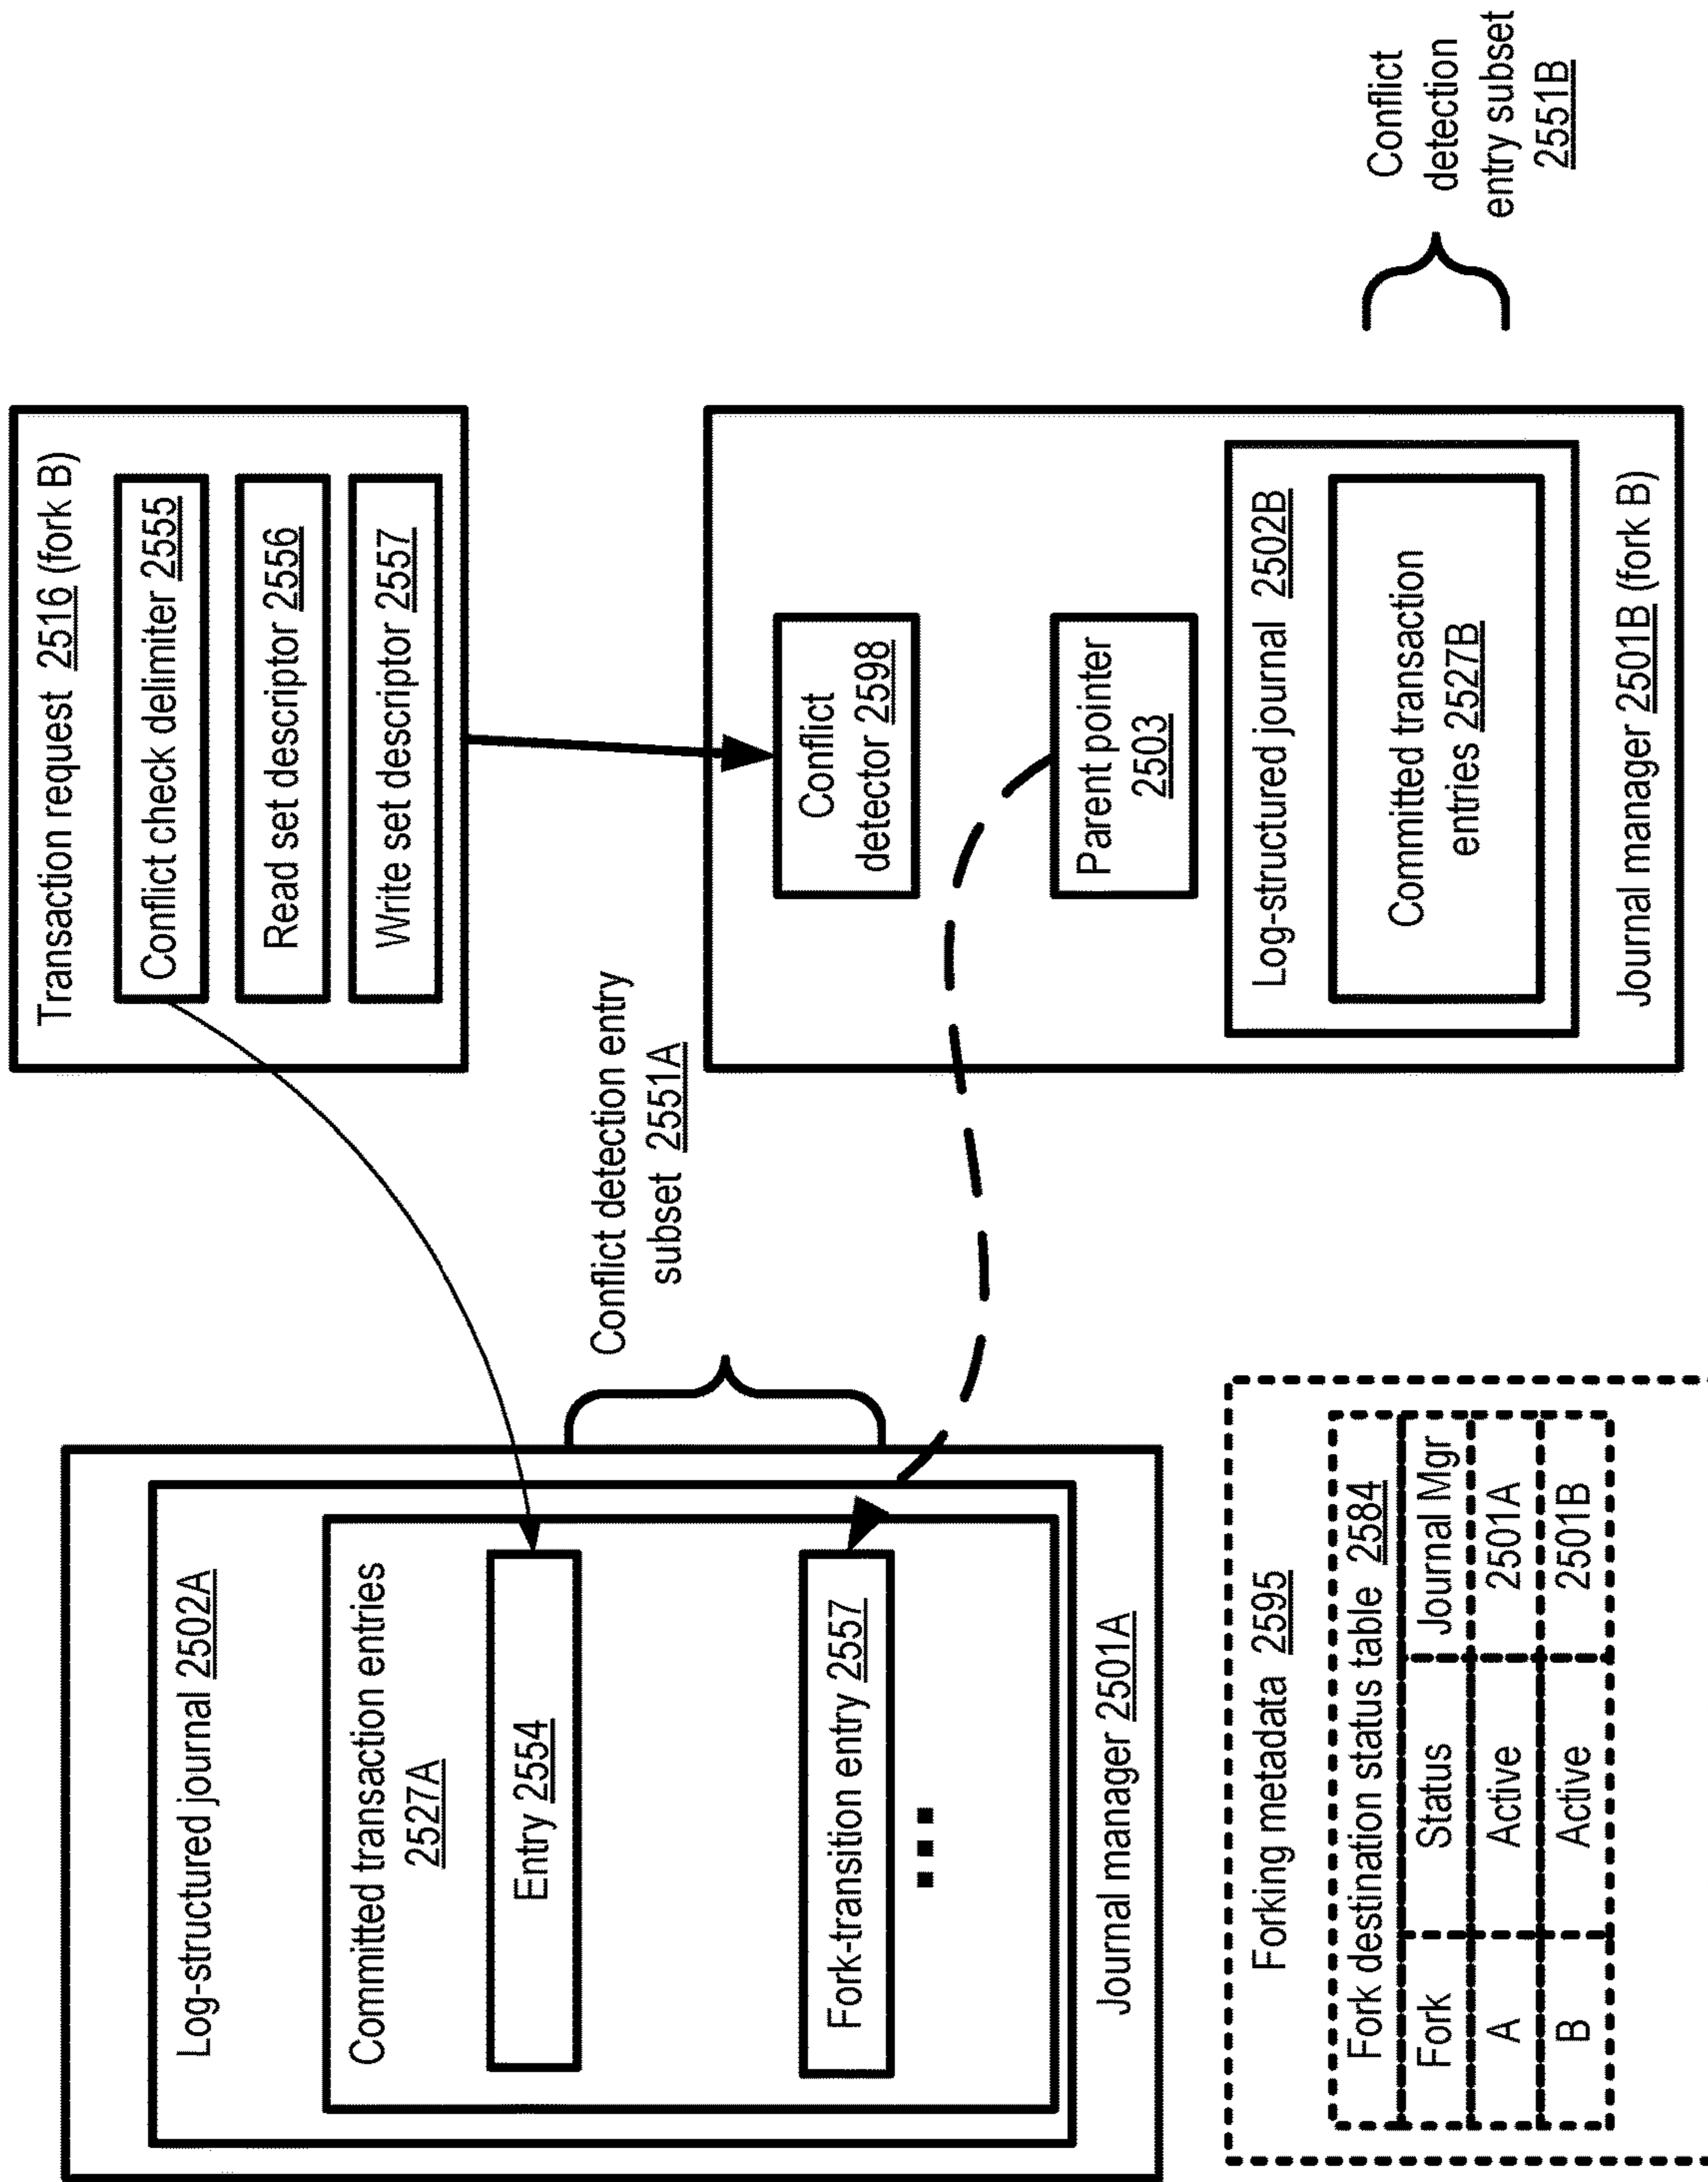 Log-structured journal 2502A
Committed transaction entries
2527A
Entry 2554
Fork-transition entry 2557
Journal manager 2501A
Transaction request 2516 (fork B)
Conflict check delimiter 2555
Read set descriptor 2556
Write set descriptor 2557
Conflict detection entry
subset 2551A
Conflict
detector 2598
Parent pointer
2503
Log-structured journal 2502B
Committed transaction
entries 2527B
Journal manager 2501B (fork B)
Conflict
detection
entry subset
2551B
Forking metadata 2595
Fork destination status table 2584
Fork Status Journal Mgr
A Active 2501A
B Active 2501B